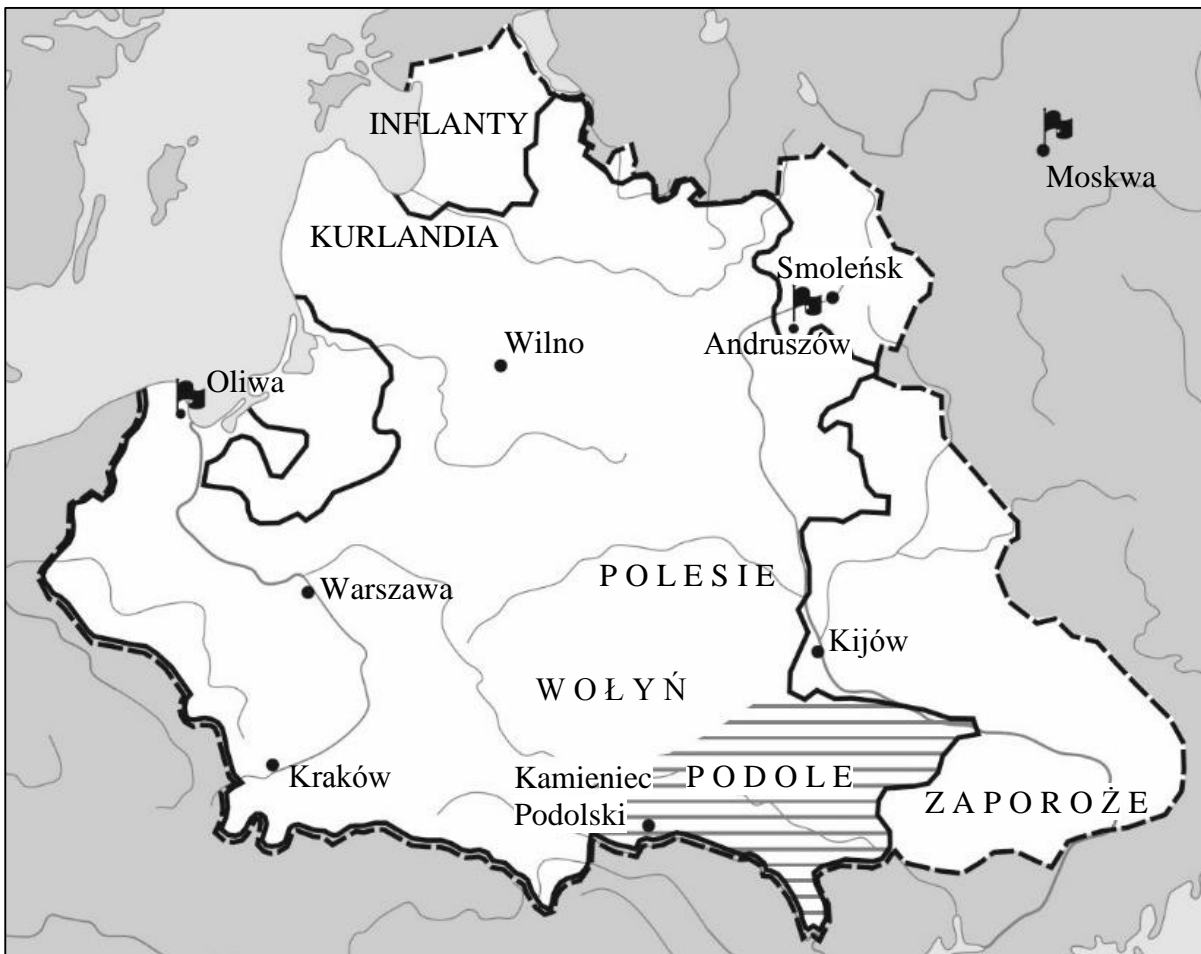 INFLANTY
Moskwa
KURLANDIA
Smoleńsk
Andruszów
Wilno
Oliwa
POLESIE
Warszawa
Kijów
WOŁYŃ
Kraków
Kamieniec
Podolski
PODOLE
ZAPOROŻE